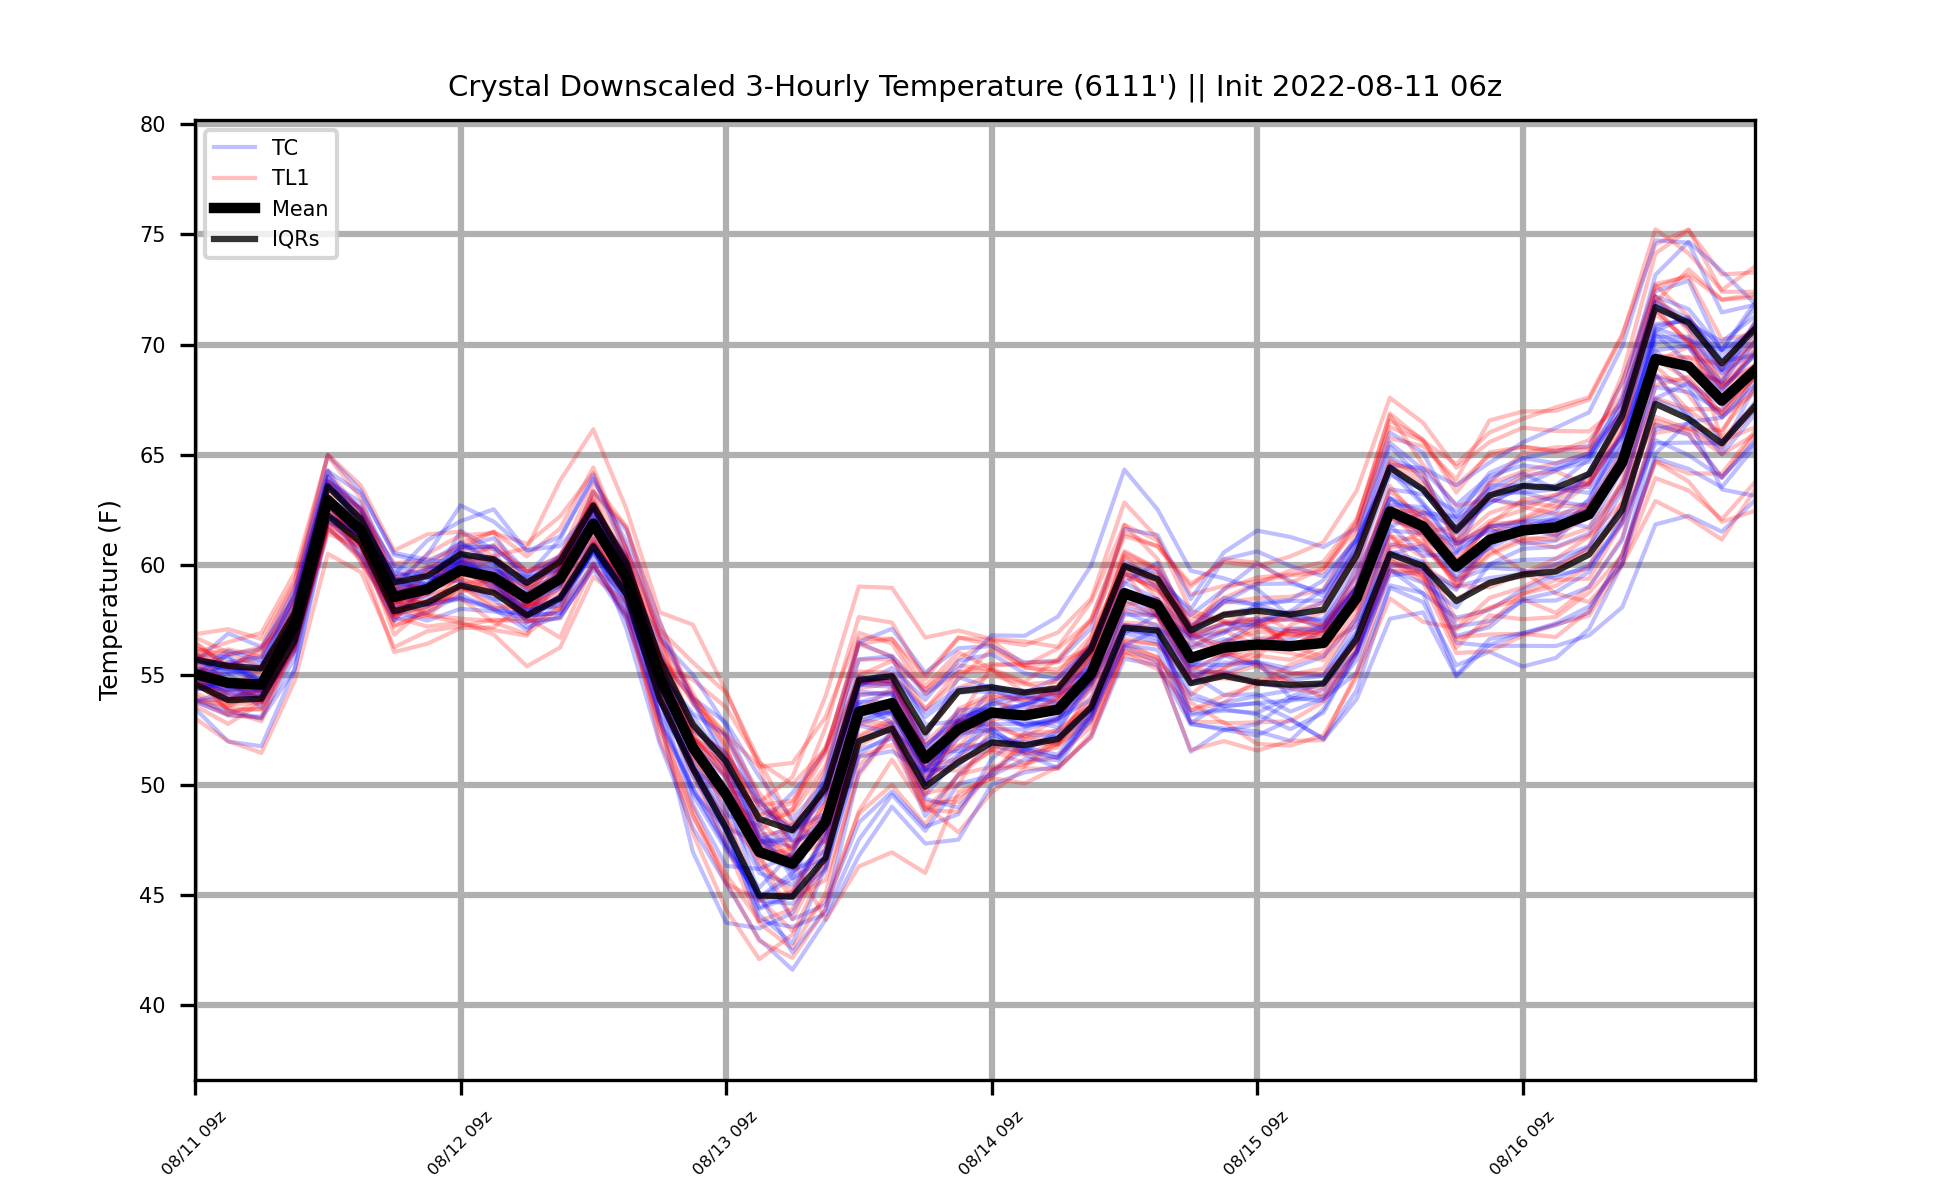 Crystal Downscaled 3-Hourly Temperature (6111') || Init 2022-08-11 06z
80
75
70
65
60
55
50
45
40
Temperature (F)
TC
TL1
Mean
IQRs
08/11 09z
08/12 09z
08/13 09z
08/14 09z
08/15 09z
08/16 09z